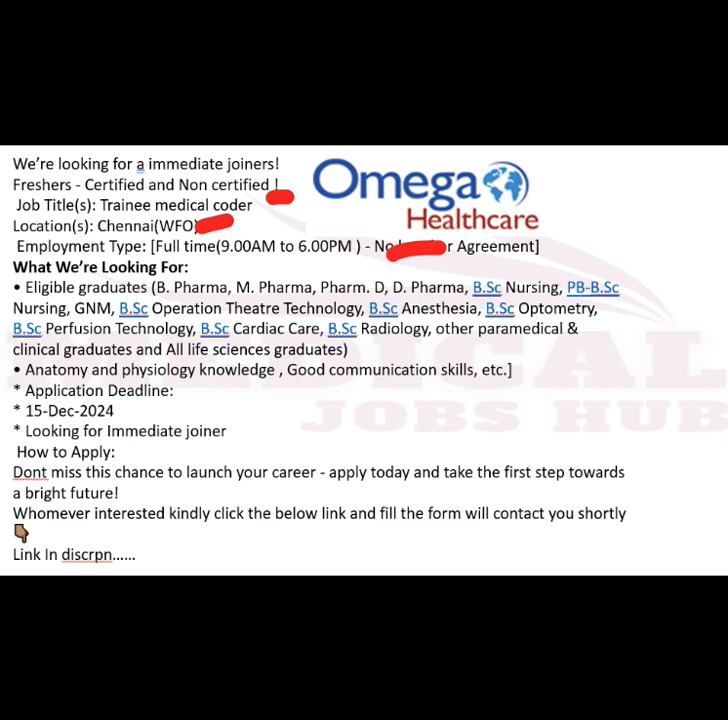 We're looking for a immediate joiners!
Freshers - Certified and Non certified !
Job Title(s): Trainee medical coder
Location(s): Chennai(WFO)
Employment Type: [Full time(9.00AM to 6.00PM ) - No r Agreement]
What We're Looking For:
• Eligible graduates (B. Pharma, M. Pharma, Pharm. D, D. Pharma, B.Sc Nursing, PB-B.Sc
Nursing, GNM, B.Sc Operation Theatre Technology, B.Sc Anesthesia, B.Sc Optometry,
B.Sc Perfusion Technology, B.Sc Cardiac Care, B.Sc Radiology, other paramedical &
clinical graduates and All life sciences graduates)
• Anatomy and physiology knowledge , Good communication skills, etc.]
* Application Deadline:
* 15-Dec-2024
* Looking for Immediate joiner
How to Apply:
Dont miss this chance to launch your career - apply today and take the first step towards
a bright future!
Whomever interested kindly click the below link and fill the form will contact you shortly
👇🏽
Link In discrpn......
Omega
Healthcare
MEDICAL
JOBS HUB